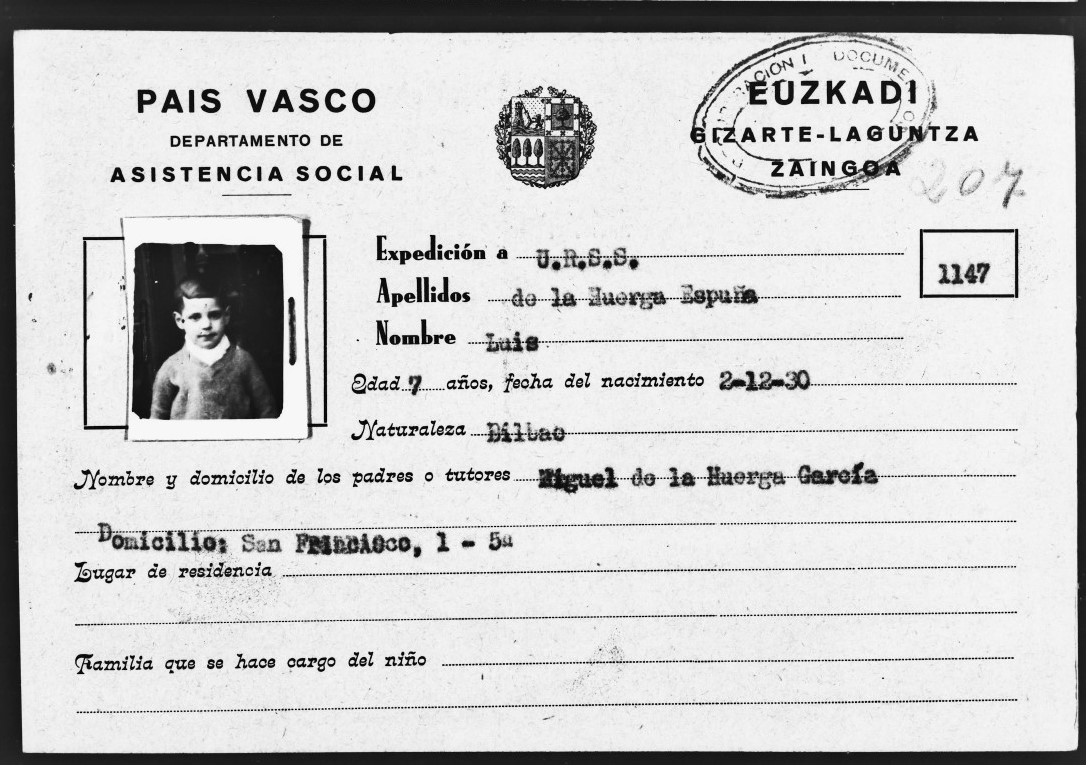 PAIS VASCO
DEPARTAMENTO DE
ASISTENCIA SOCIAL
EUZKADI
GIZARTE-LAGUNTZA
ZAINGOA
207
Expedición a U.R.S.S.
1147
Apellidos de la Huerga España
Nombre Luis
Edad 7 años, fecha del nacimiento 2-12-30
Naturaleza Bilbao
Nombre y domicilio de los padres o tutores Miguel de la Huerga García
Domicilio: San Francisco, 1 - 5º
Lugar de residencia
Familia que se hace cargo del niño